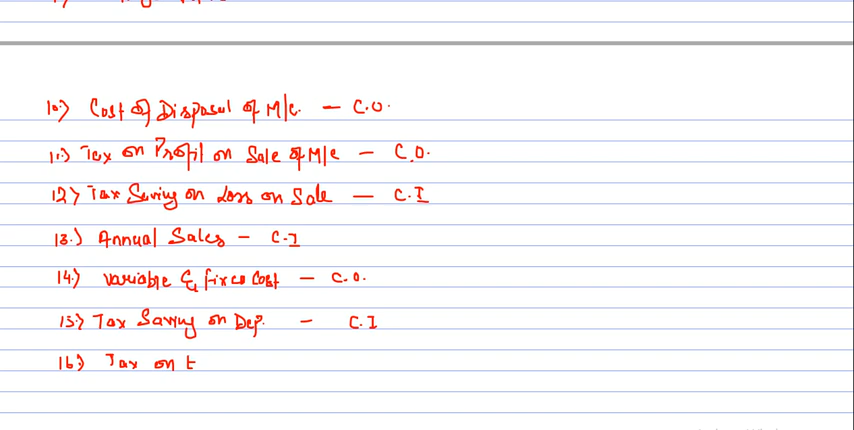 10.) Cost of Disposal of M/c. - C.O.
11.) Tax on Profit on Sale of M/c - C.O.
12) Tax Saving on Loss on Sale - C.I
13.) Annual Sales - C.I
14.) Variable & fixed Cost - C.O.
15.) Tax Saving on Dep. - C.I
16.) Tax on E